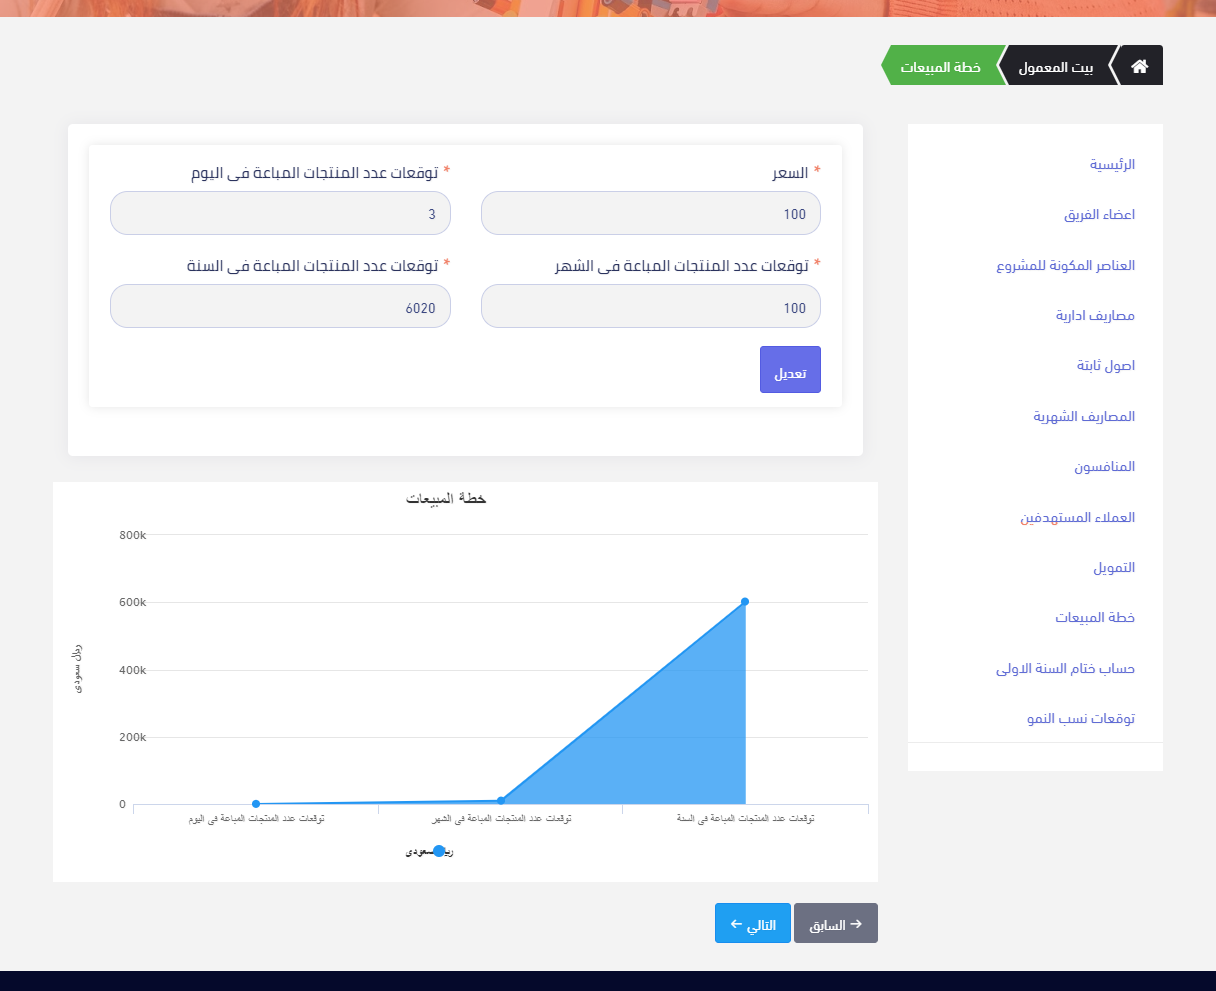 بيت المعمول
خطة المبيعات
الرئيسية
اعضاء الفريق
العناصر المكونة للمشروع
مصاريف ادارية
اصول ثابتة
المصاريف الشهرية
المنافسون
العملاء المستهدفين
التمويل
خطة المبيعات
حساب ختام السنة الاولى
توقعات نسب النمو
* السعر
100
* توقعات عدد المنتجات المباعة فى اليوم
3
* توقعات عدد المنتجات المباعة فى الشهر
100
* توقعات عدد المنتجات المباعة فى السنة
6020
تعديل
خطة المبيعات
800k
600k
400k
200k
0
ريال سعودى
توقعات عدد المنتجات المباعة فى اليوم
توقعات عدد المنتجات المباعة فى الشهر
توقعات عدد المنتجات المباعة فى السنة
ريال سعودى
→ السابق
التالي ←